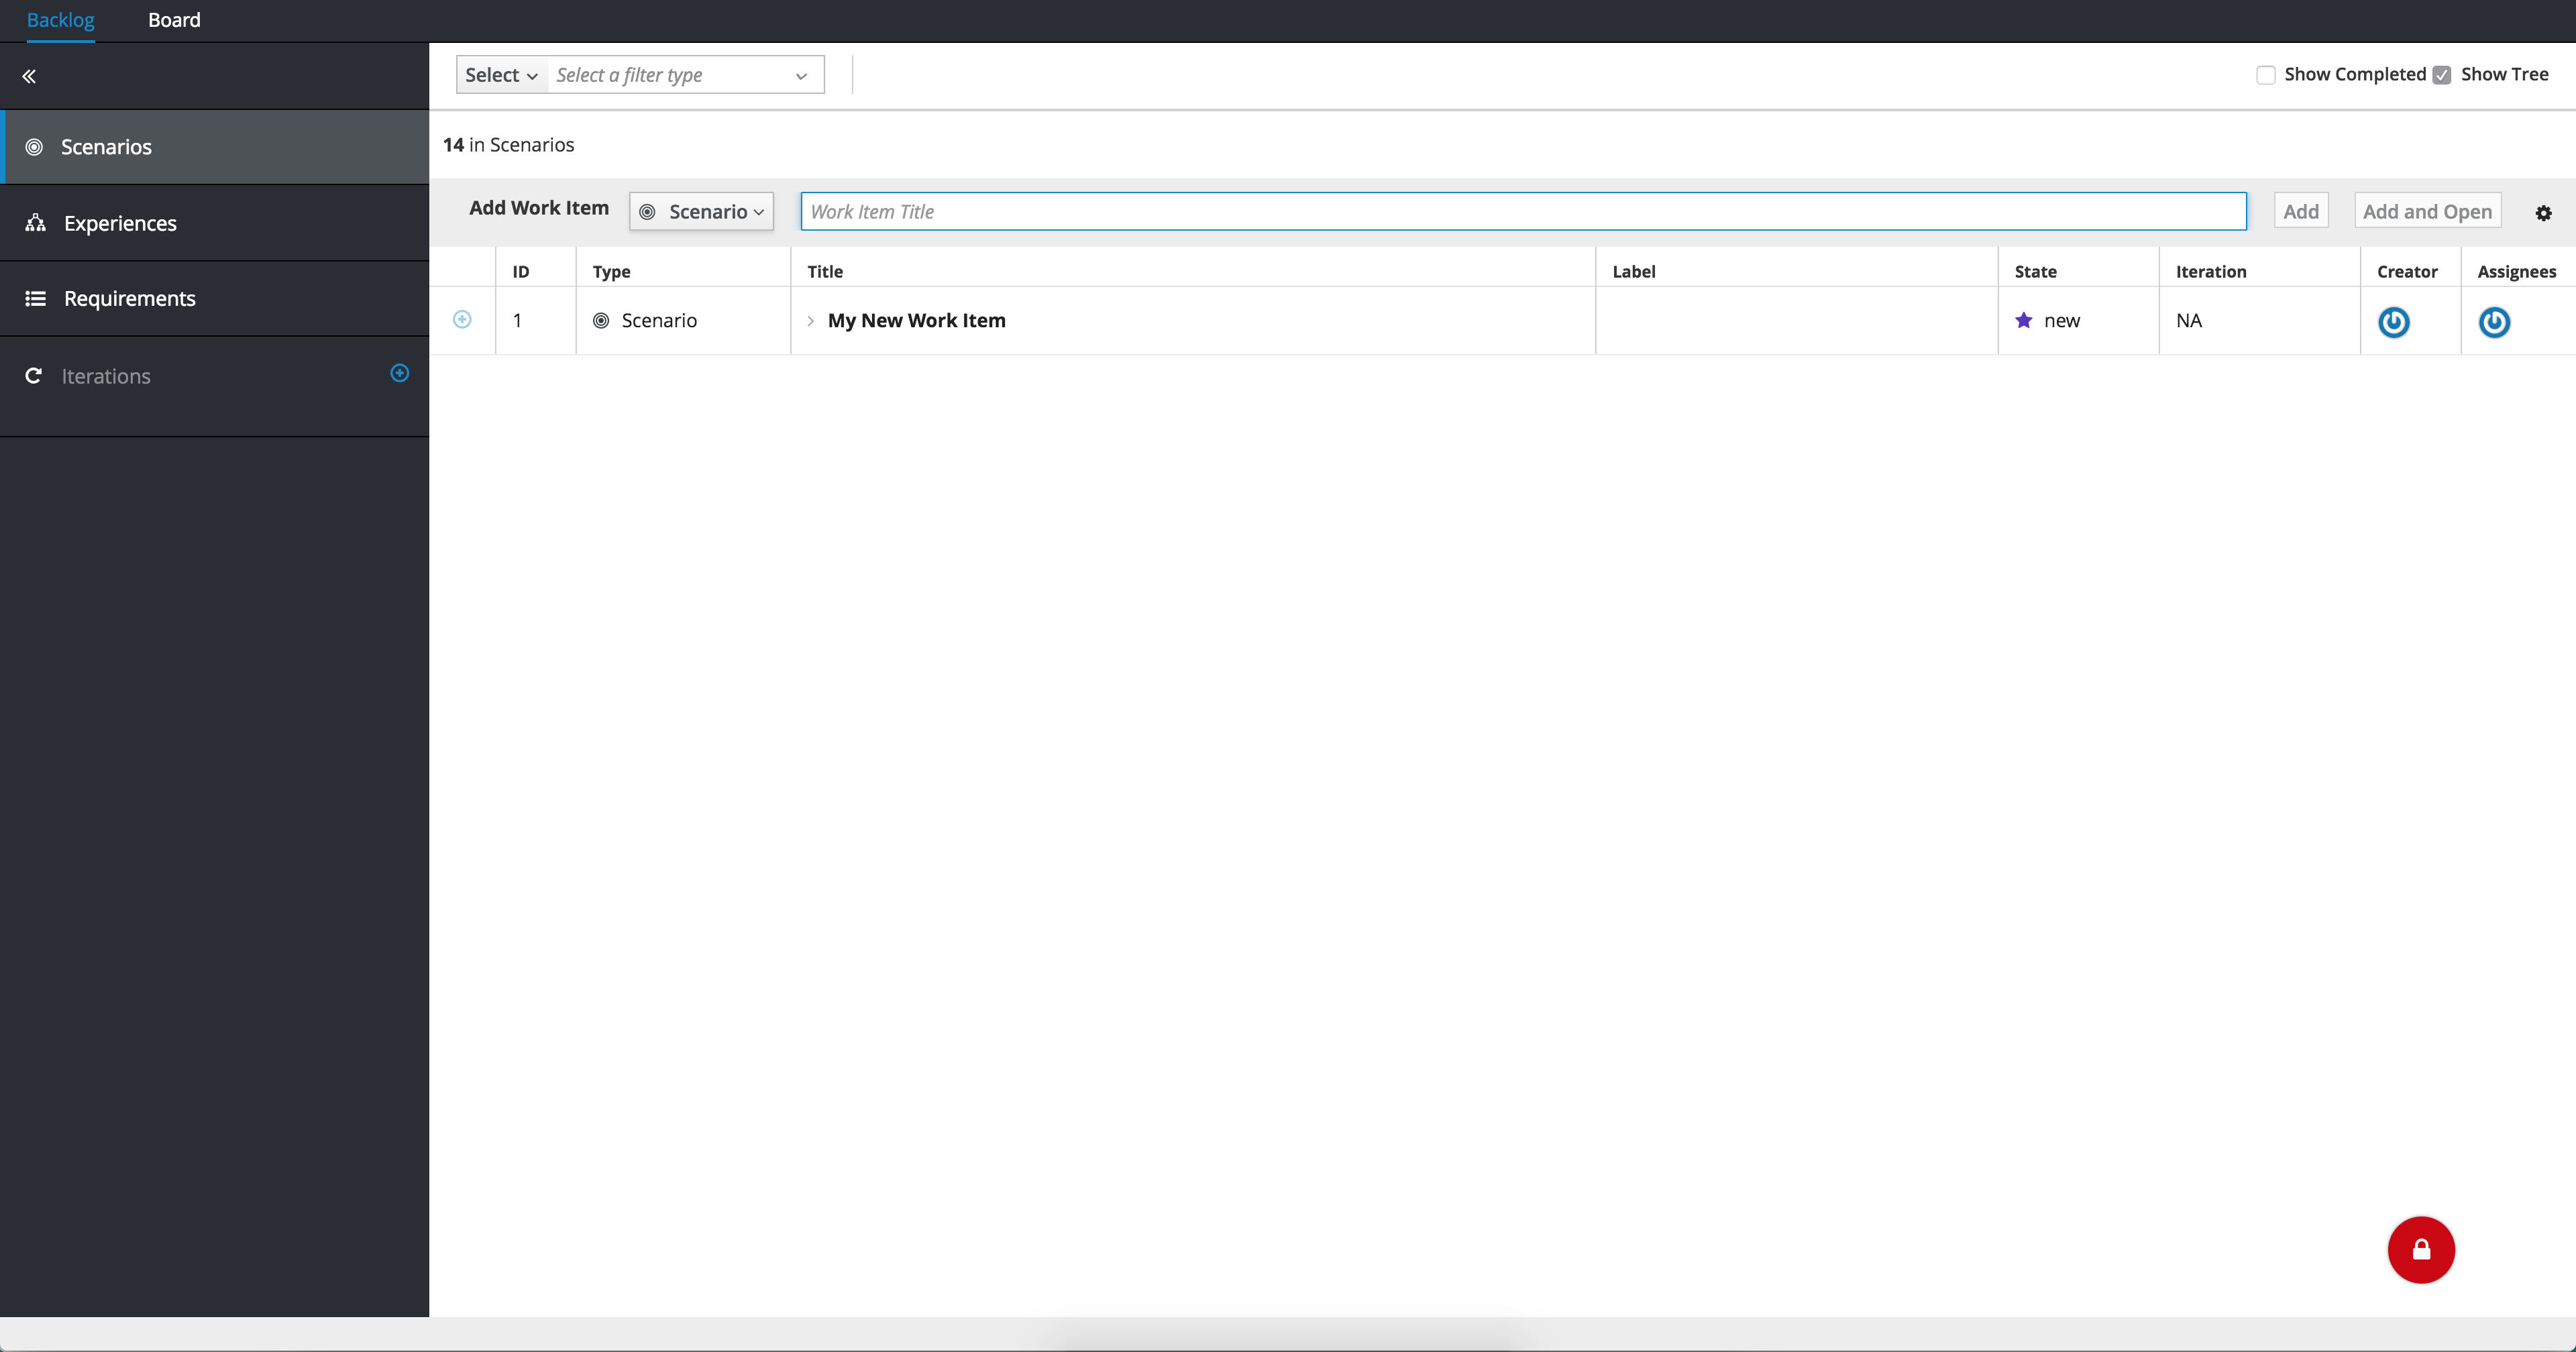 Backlog Board
Select Select a filter type Show Completed Show Tree
Scenarios
14 in Scenarios
Add Work Item Scenario Work Item Title Add Add and Open
Experiences
ID Type Title Label State Iteration Creator Assignees
Requirements
1 Scenario My New Work Item new NA
Iterations